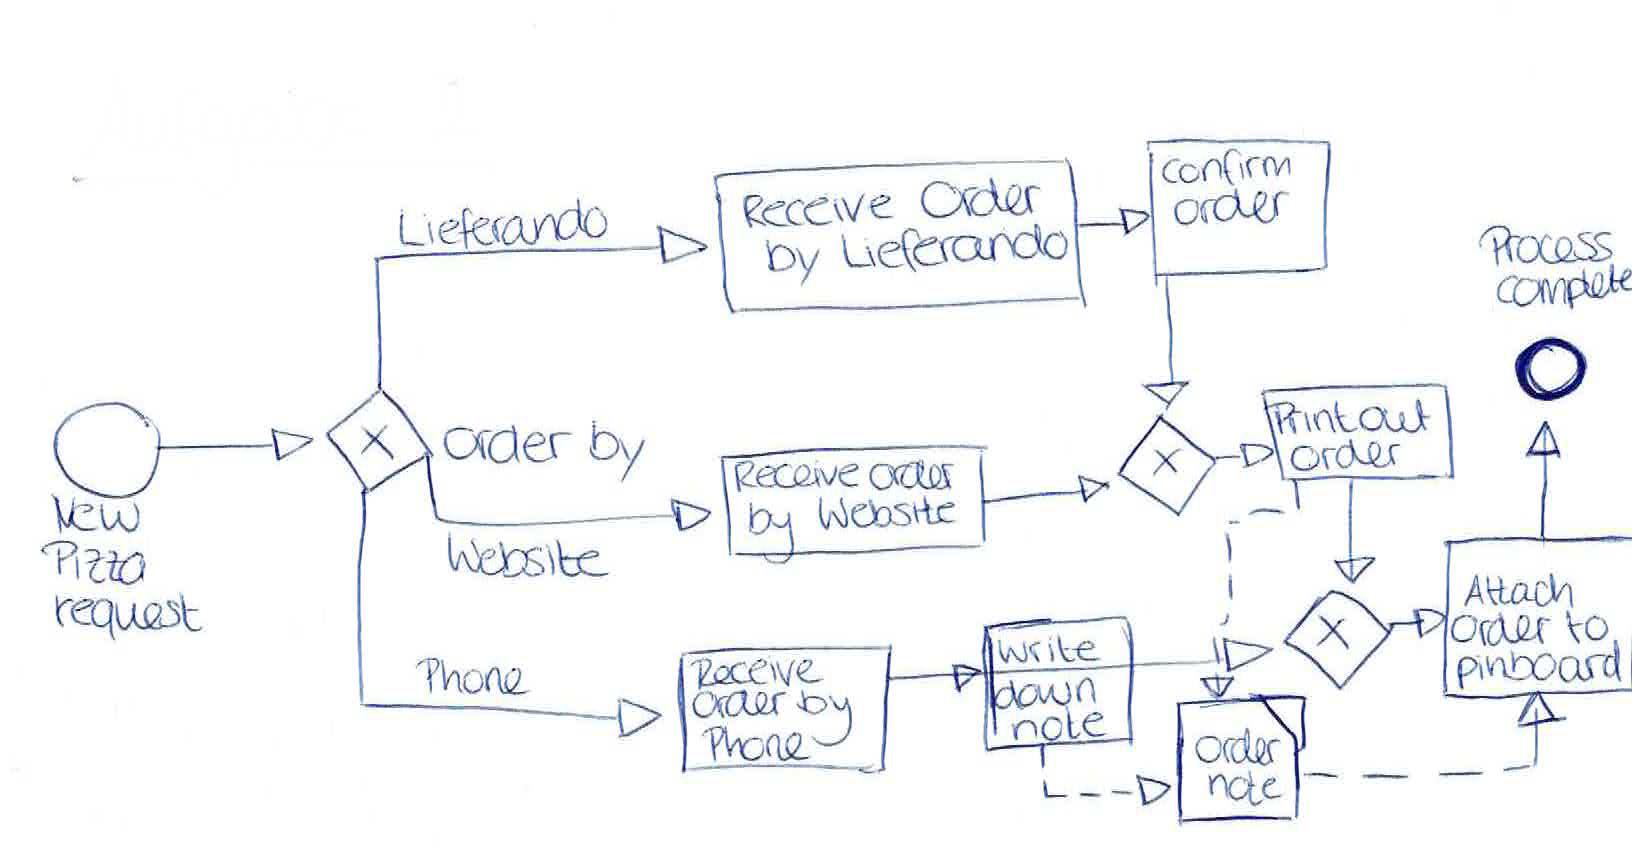 Lieferando
Receive Order
by Lieferando
confirm
order
Process
complete
X
order by
New
Pizza
request
Website
Receive order
by Website
X
Print out
order
Phone
Receive
order by
Phone
Write
down
note
X
Attach
order to
pinboard
order
note